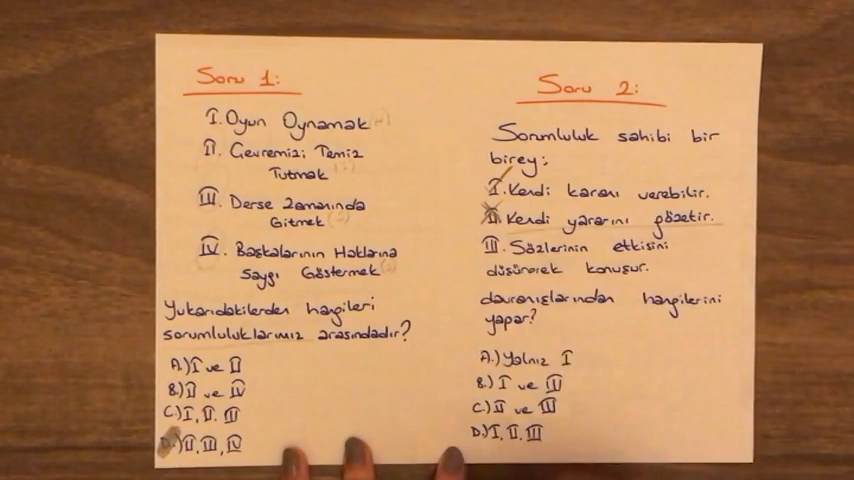 Soru 1:
I. Oyun Oynamak
II. Çevremizi Temiz
Tutmak
III. Derse Zamanında
Gitmek
IV. Başkalarının Haklarına
Saygı Göstermek
Yukarıdakilerden hangileri
sorumluluklarımız arasındadır?
A.) I ve II
B.) II ve IV
C.) I, II. III
D.) II, III, IV
Soru 2:
Sorumluluk sahibi bir
birey;
I. Kendi kararı verebilir.
II. Kendi yararını gözetir.
III. Sözlerinin etkisini
düşünerek konuşur.
davranışlarından hangilerini
yapar?
A.) Yalnız I
B.) I ve III
C.) II ve III
D.) I, II. III